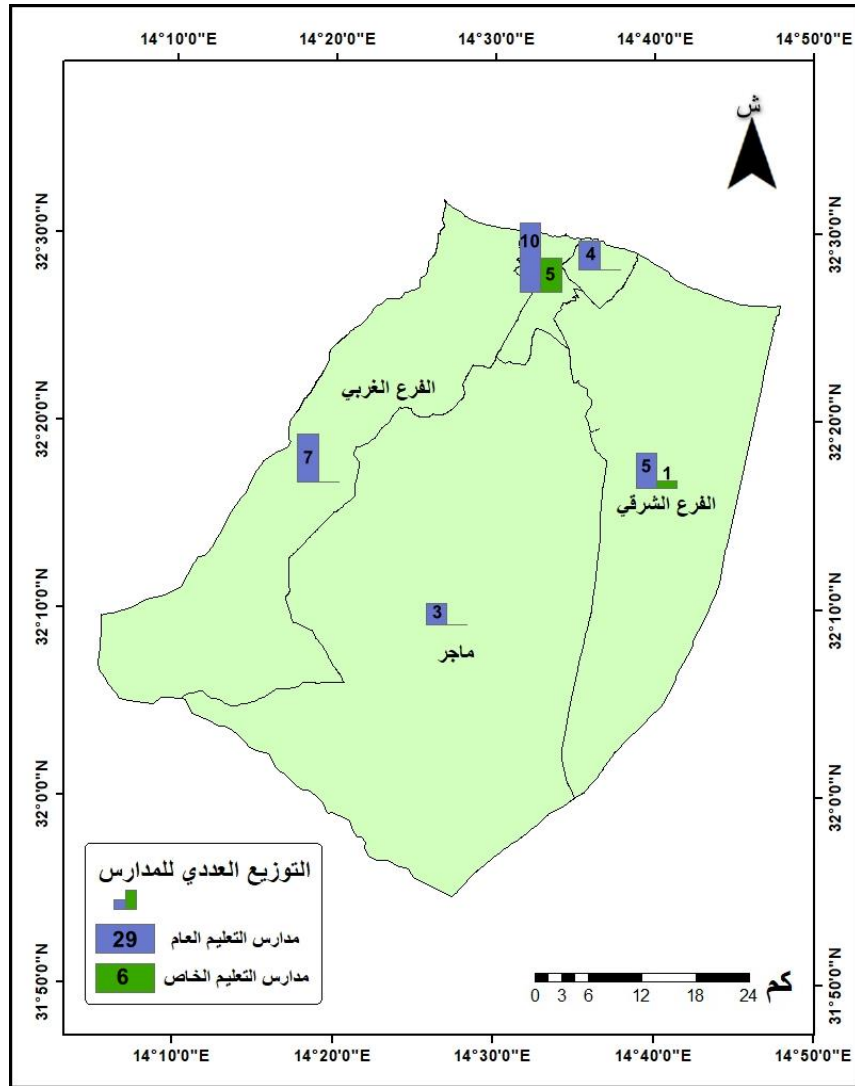 14°10'0"E 14°20'0"E 14°30'0"E 14°40'0"E 14°50'0"E
ش
32°30'0"N 32°30'0"N
10
4
5
الفرع الغربي
32°20'0"N 32°20'0"N
7
5
1
الفرع الشرقي
32°10'0"N 32°10'0"N
3
ماجر
32°0'0"N 32°0'0"N
التوزيع العددي للمدارس
29 مدارس التعليم العام
6 مدارس التعليم الخاص
كم
0 3 6 12 18 24
31°50'0"N 31°50'0"N
14°10'0"E 14°20'0"E 14°30'0"E 14°40'0"E 14°50'0"E